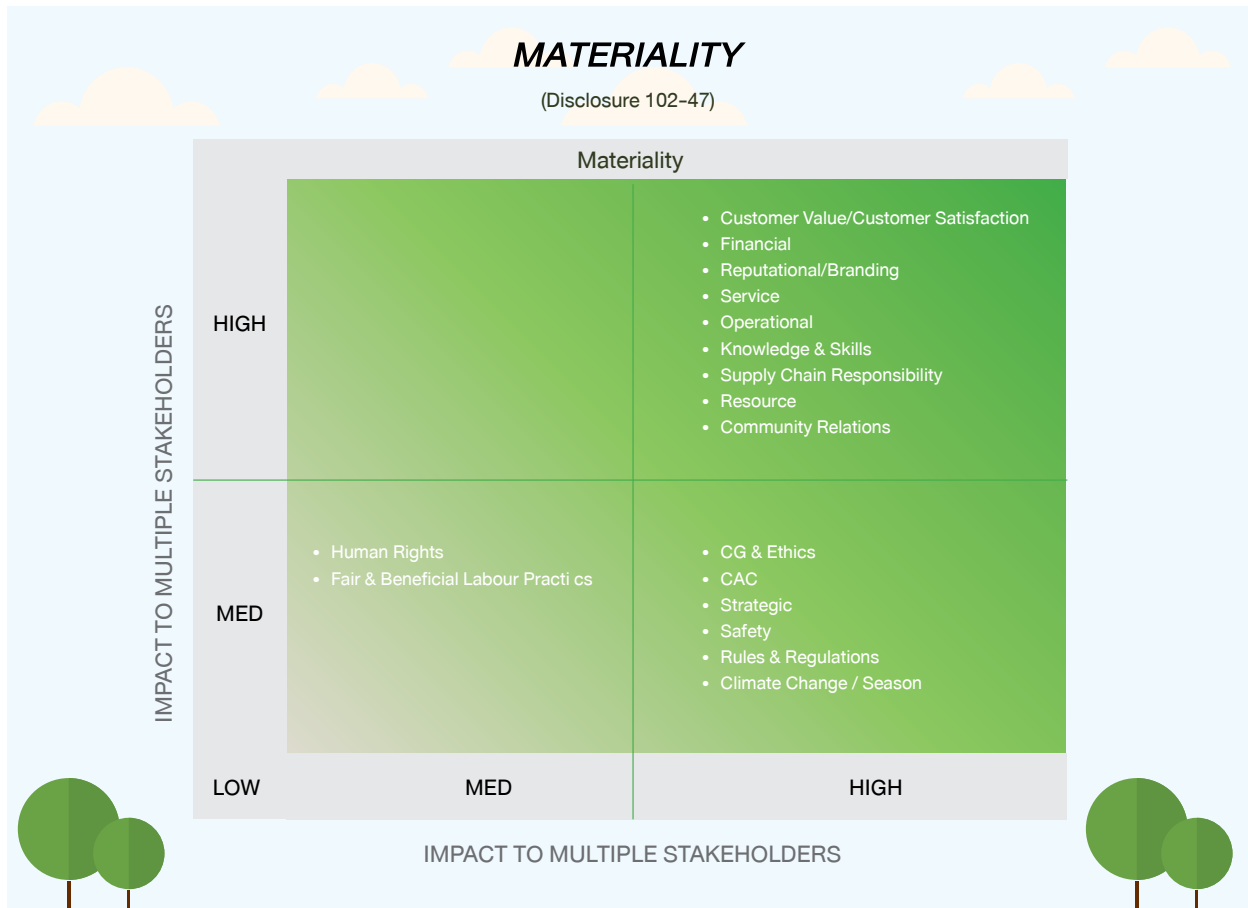 MATERIALITY
(Disclosure 102-47)
Materiality
IMPACT TO MULTIPLE STAKEHOLDERS
HIGH
• Customer Value/Customer Satisfaction
• Financial
• Reputational/Branding
• Service
• Operational
• Knowledge & Skills
• Supply Chain Responsibility
• Resource
• Community Relations
MED
• Human Rights
• Fair & Beneficial Labour Practi cs
• CG & Ethics
• CAC
• Strategic
• Safety
• Rules & Regulations
• Climate Change / Season
LOW
MED
HIGH
IMPACT TO MULTIPLE STAKEHOLDERS